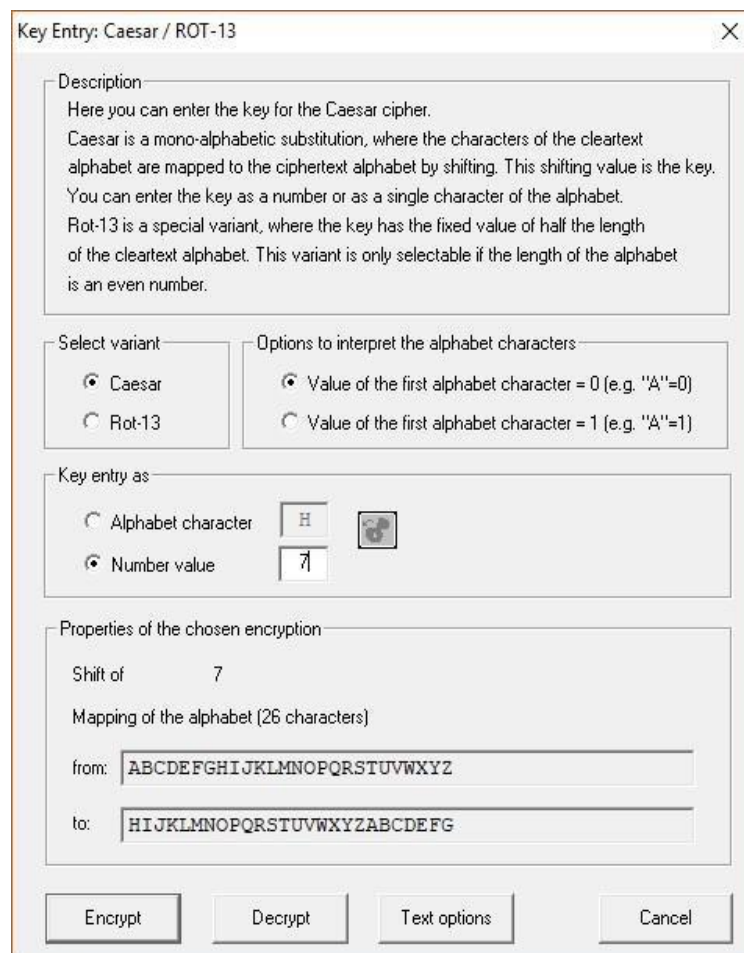 Key Entry: Caesar / ROT-13
Description
Here you can enter the key for the Caesar cipher.
Caesar is a mono-alphabetic substitution, where the characters of the cleartext
alphabet are mapped to the ciphertext alphabet by shifting. This shifting value is the key.
You can enter the key as a number or as a single character of the alphabet.
Rot-13 is a special variant, where the key has the fixed value of half the length
of the cleartext alphabet. This variant is only selectable if the length of the alphabet
is an even number.
Select variant
Caesar
Rot-13
Options to interpret the alphabet characters
Value of the first alphabet character = 0 (e.g. "A"=0)
Value of the first alphabet character = 1 (e.g. "A"=1)
Key entry as
Alphabet character H
Number value 7
Properties of the chosen encryption
Shift of 7
Mapping of the alphabet (26 characters)
from: ABCDEFGHIJKLMNOPQRSTUVWXYZ
to: HIJKLMNOPQRSTUVWXYZABCDEFG
Encrypt Decrypt Text options Cancel